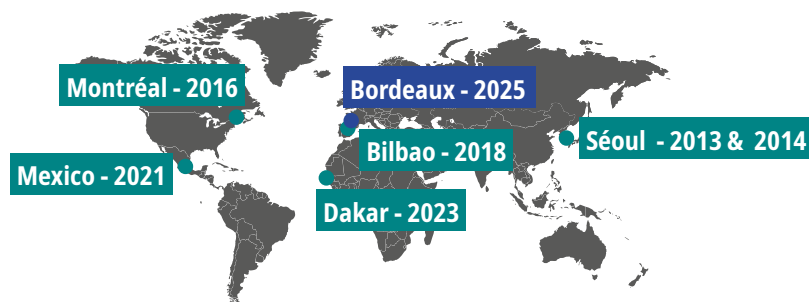 Montréal - 2016
Bordeaux - 2025
Séoul  - 2013 &  2014
Bilbao - 2018
Mexico - 2021
Dakar - 2023